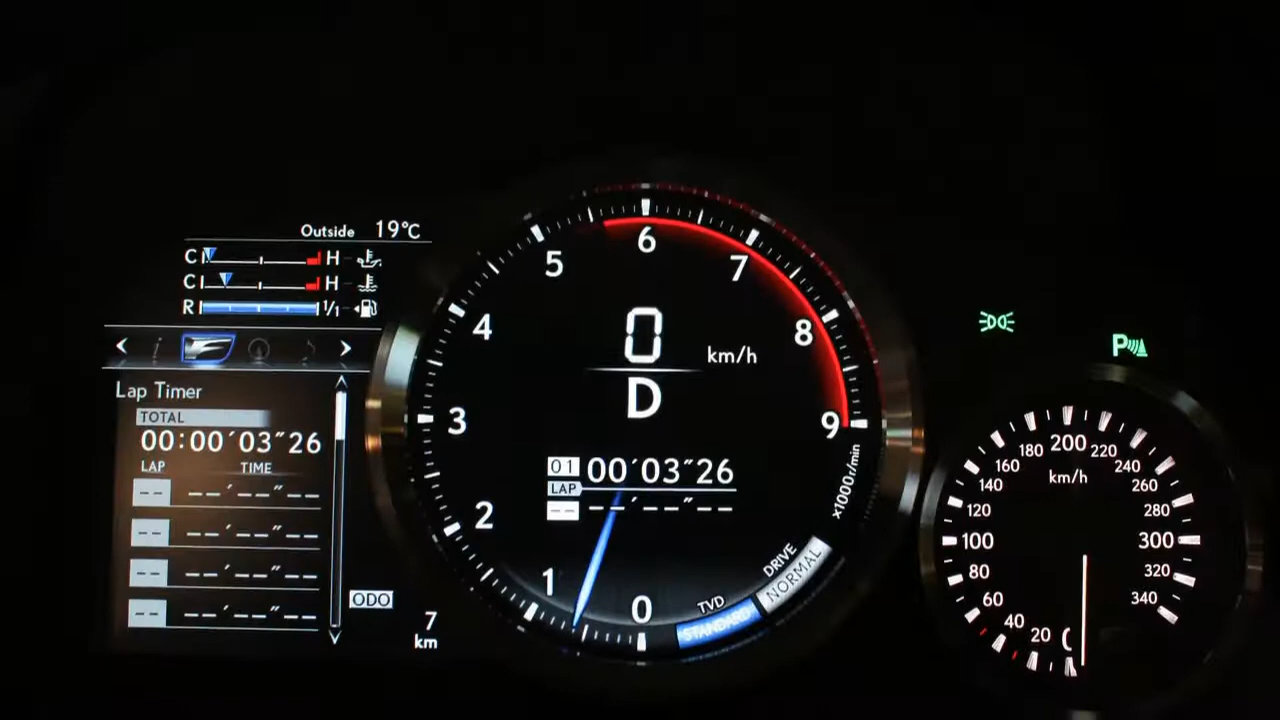 Outside 19°C
C H
C H
R 1/1
Lap Timer
TOTAL
00:00´03˝26
LAP TIME
-- --´--˝--
-- --´--˝--
-- --´--˝--
-- --´--˝--
ODO
7
km
0
1
2
3
4
5
6
7
8
9
0
km/h
D
01 00´03˝26
LAP
-- --´--˝--
x1000r/min
DRIVE
NORMAL
TVD
STANDARD
P
20
40
60
80
100
120
140
160
180
200
220
240
260
280
300
320
340
km/h